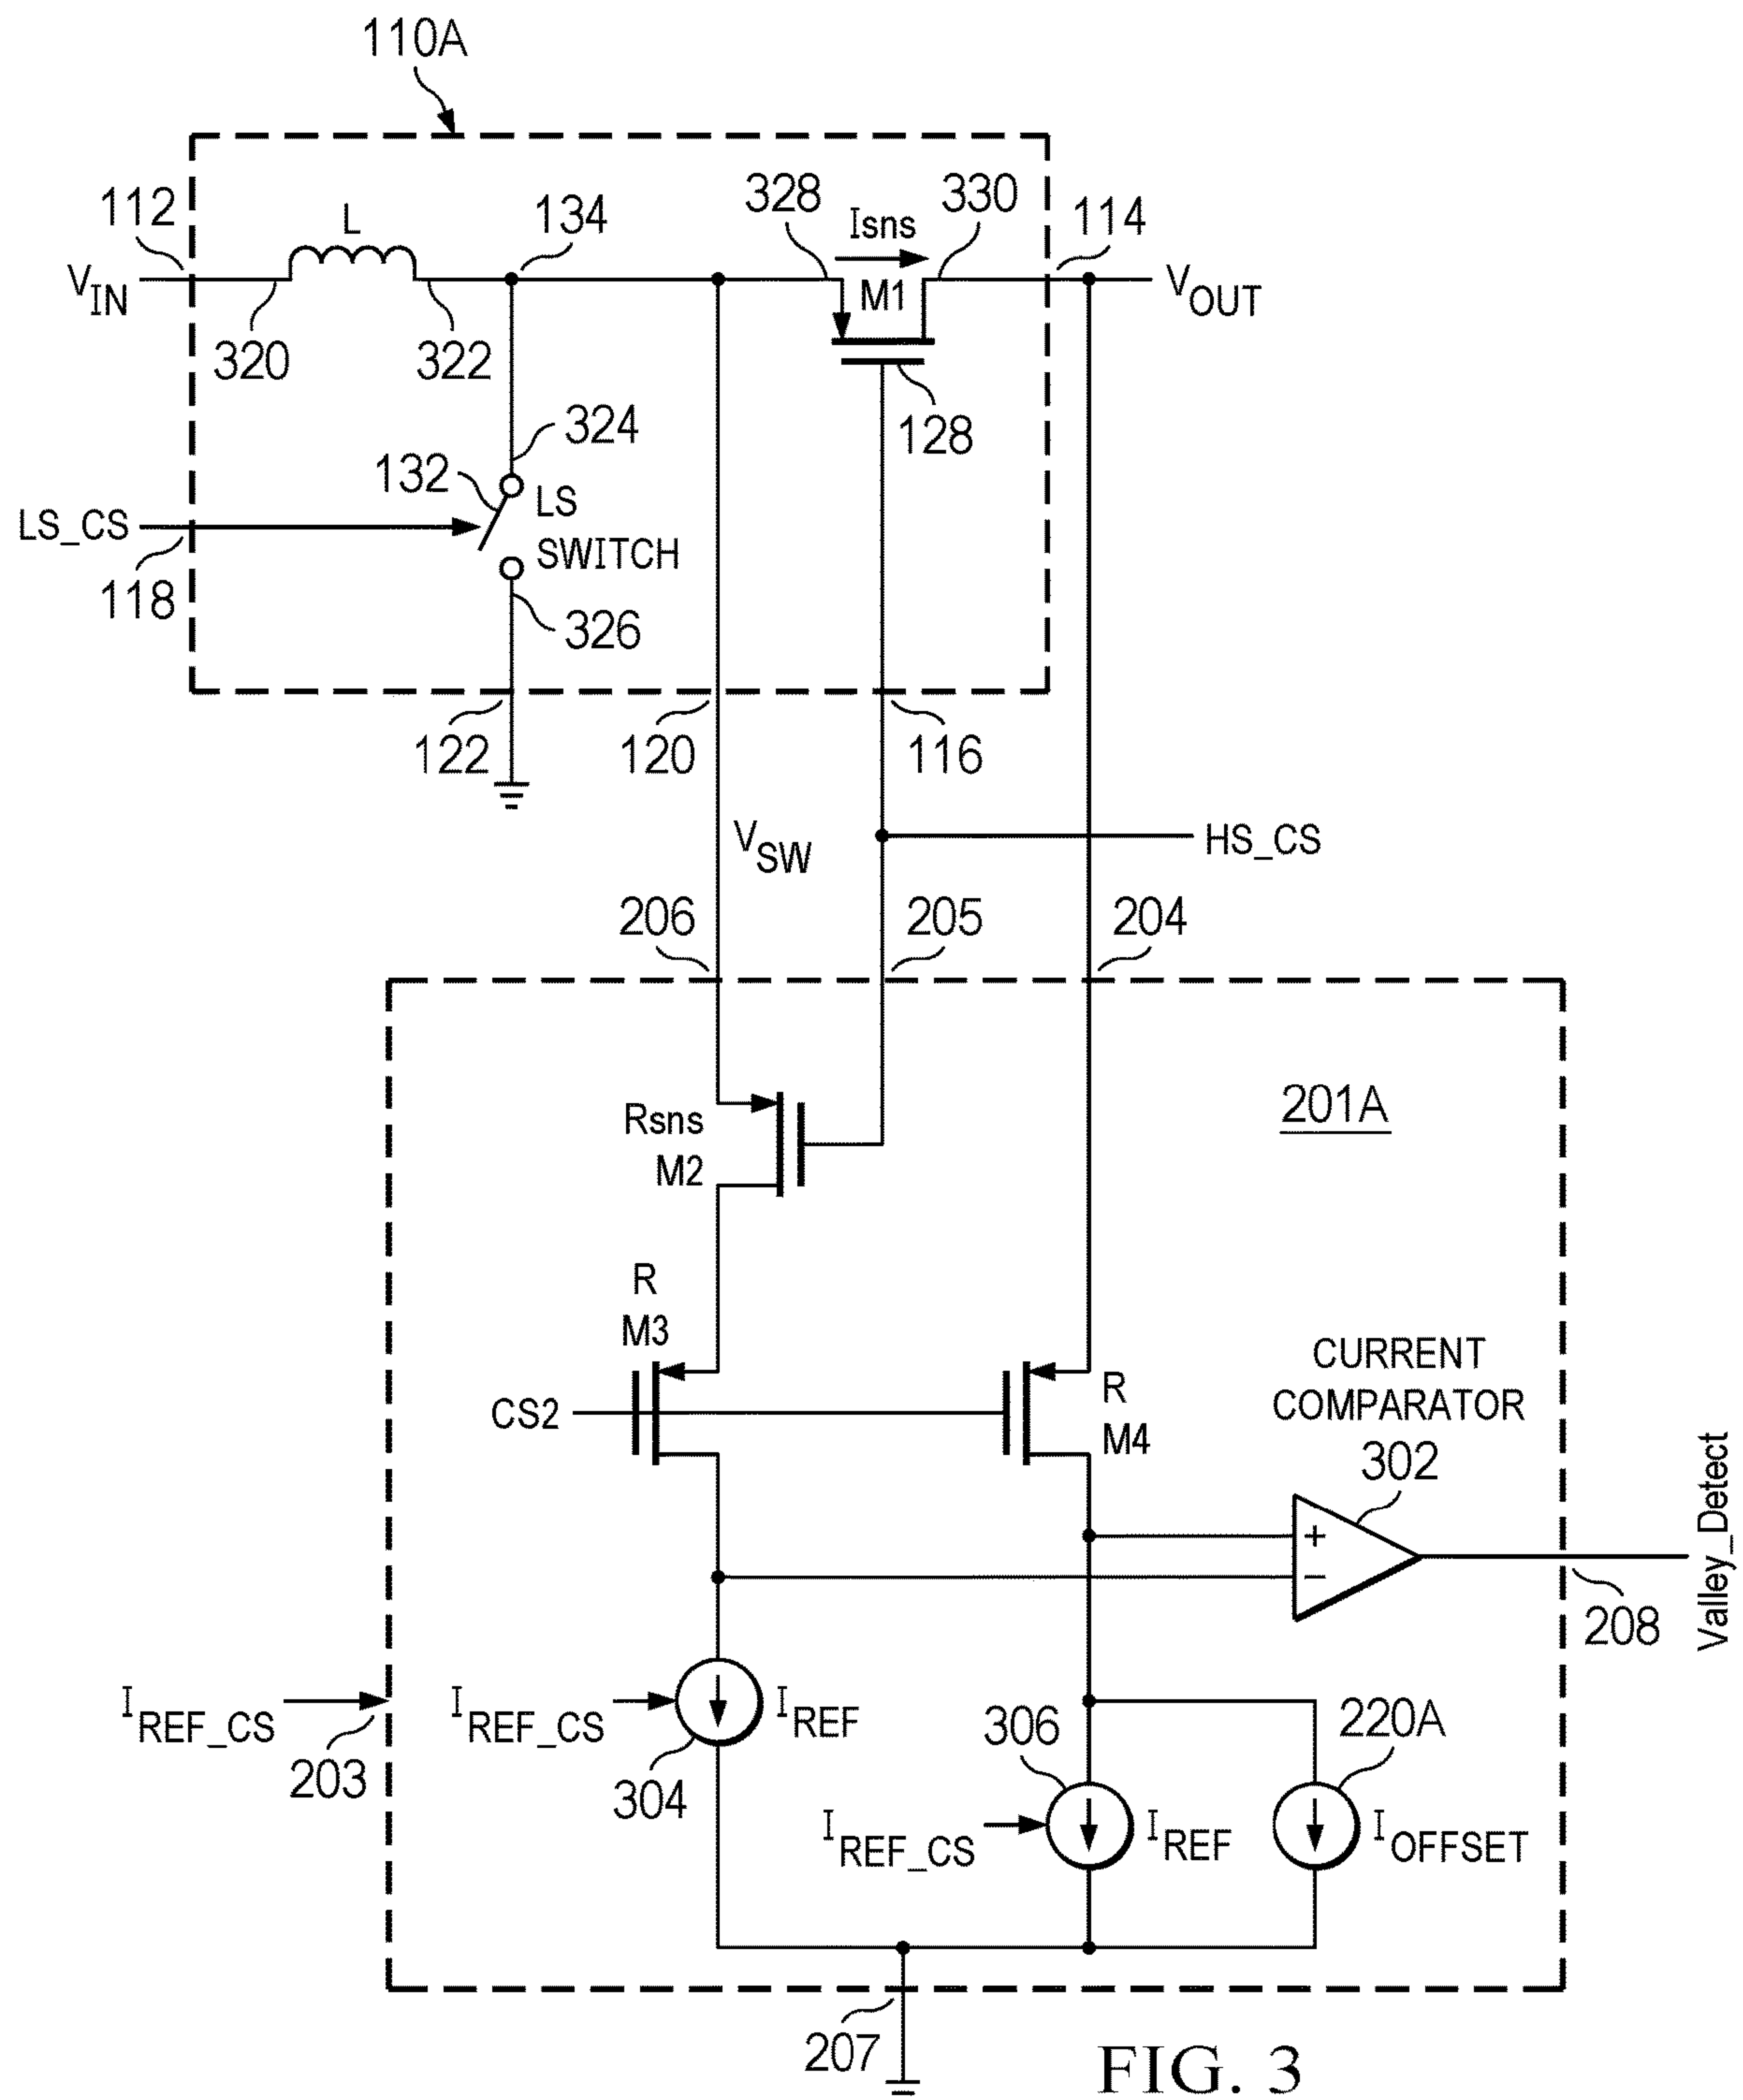 110A
112
L
134
328
Isns
330
114
VIN
M1
VOUT
320
322
324
128
132
LS
LS_CS
SWITCH
118
326
122
120
116
VSW
HS_CS
206
205
204
201A
Rsns
M2
R
M3
CURRENT
COMPARATOR
R
CS2
M4
302
+
−
Valley_Detect
208
IREF_CS
203
IREF_CS
IREF
304
306
220A
IREF_CS
IREF
IOFFSET
207
FIG. 3